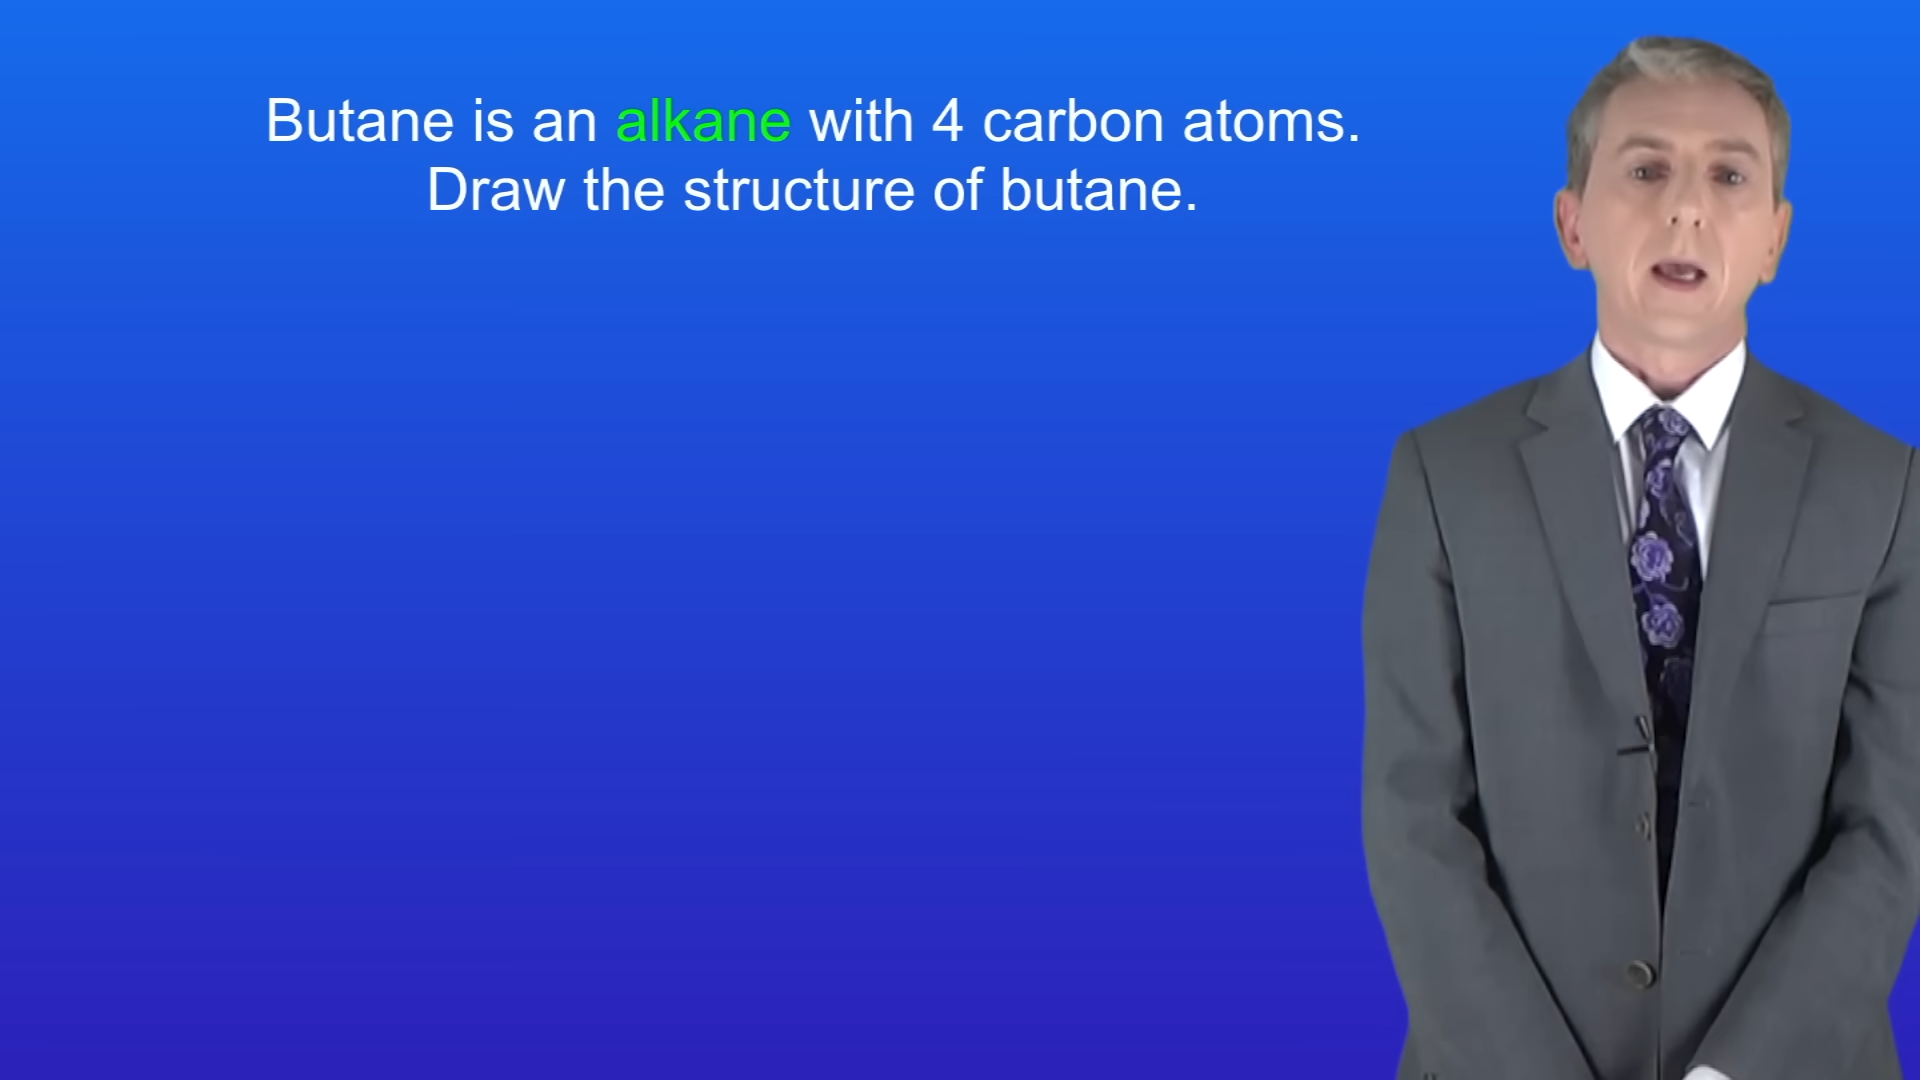 Butane is an alkane with 4 carbon atoms.
Draw the structure of butane.